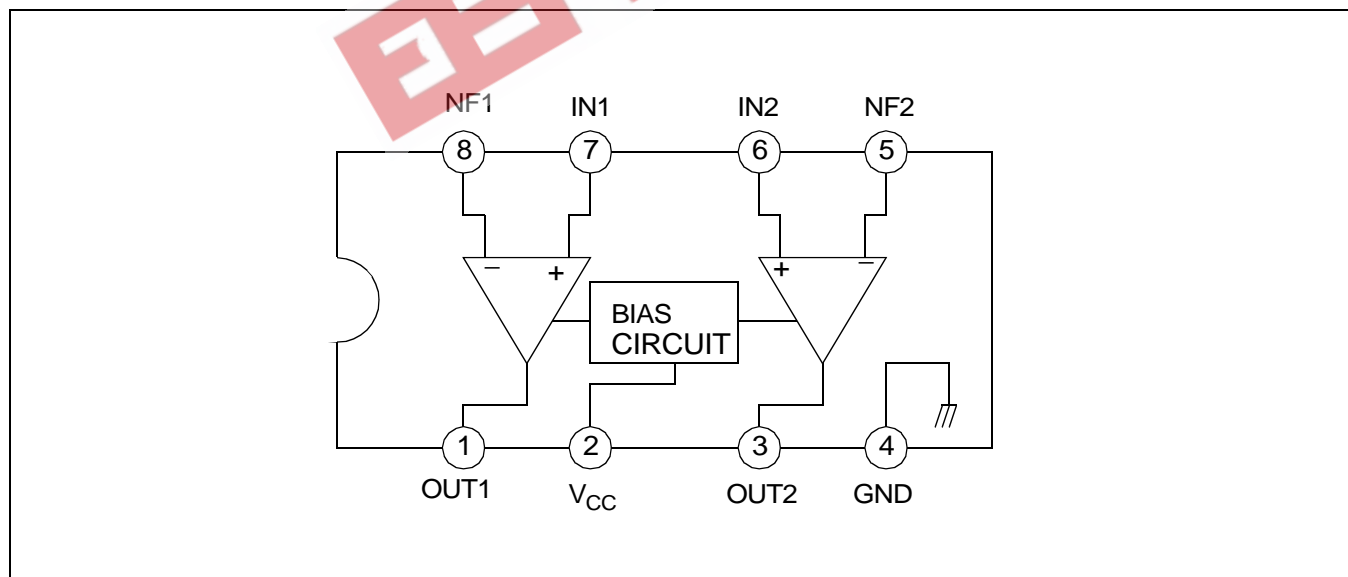 NF1 IN1 IN2 NF2
8 7 6 5
− + + −
BIAS
CIRCUIT
1 2 3 4
OUT1 VCC OUT2 GND